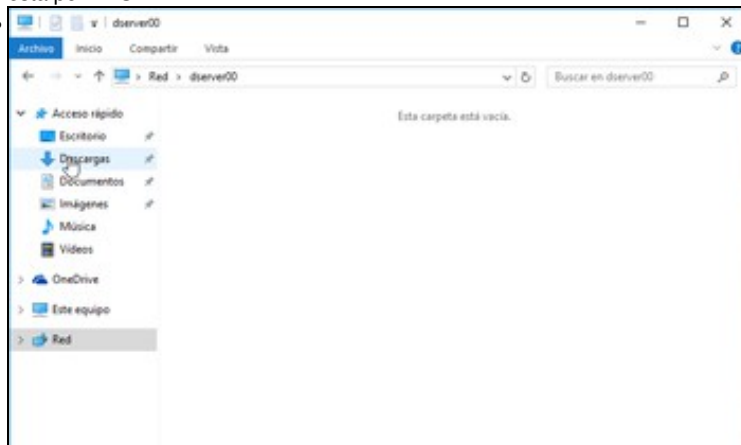 dserver00
Archivo Inicio Compartir Vista
Red > dserver00
Buscar en dserver00
Acceso rápido
Esta carpeta está vacía.
Escritorio
Descargas
Documentos
Imágenes
Música
Vídeos
OneDrive
Este equipo
Red